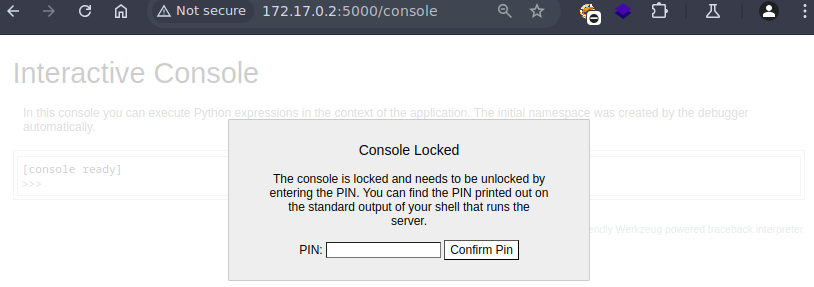 Not secure 172.17.0.2:5000/console
Interactive Console
In this console you can execute Python expressions in the context of the application. The initial namespace was created by the debugger
automatically.
Console Locked
[console ready]
>>>
The console is locked and needs to be unlocked by
entering the PIN. You can find the PIN printed out on
the standard output of your shell that runs the
server.
PIN: Confirm Pin
endly Werkzeug powered traceback interpreter.